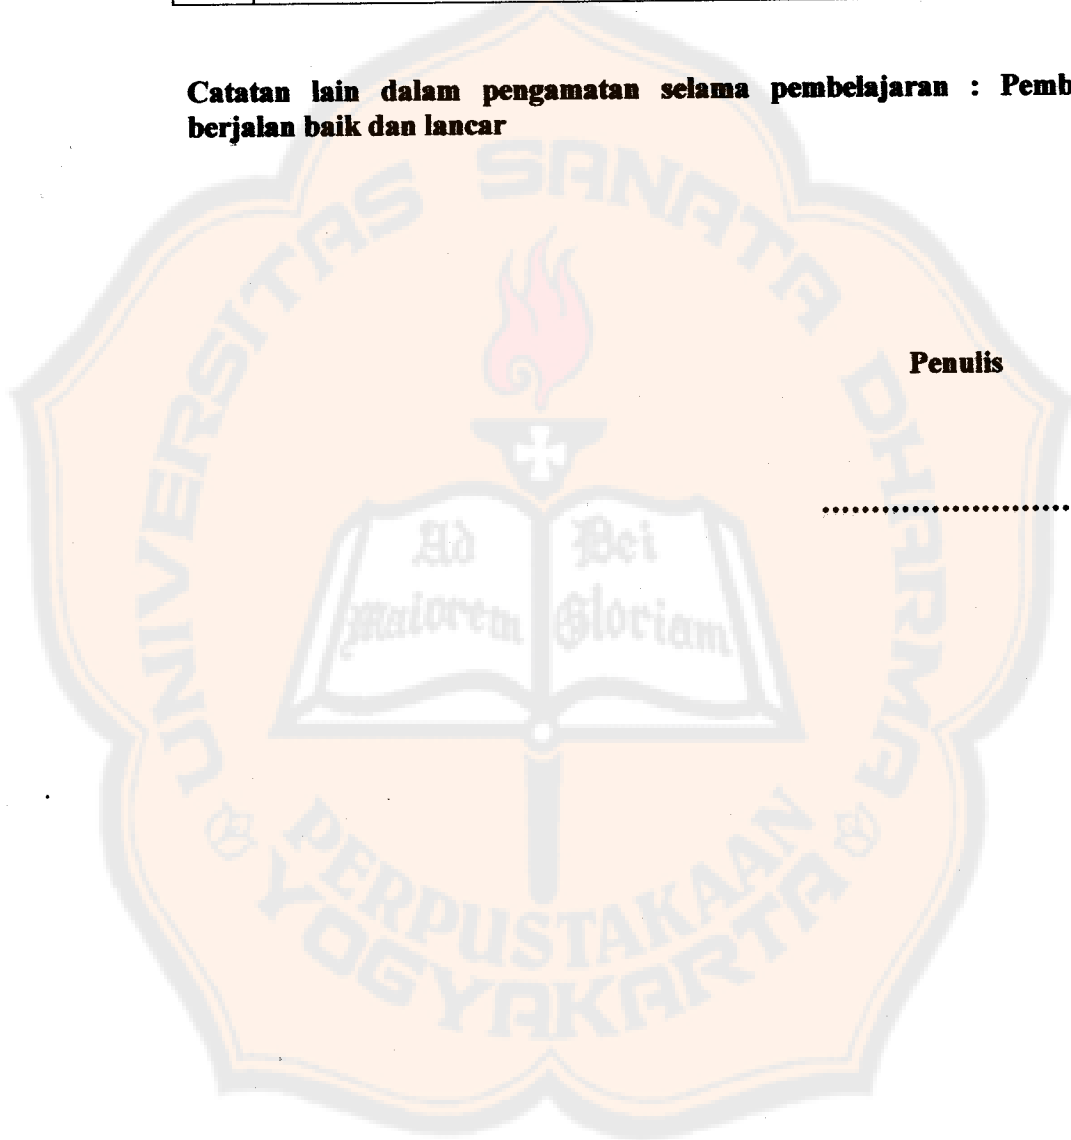 Catatan lain dalam pengamatan selama pembelajaran : Pemb
berjalan baik dan lancar
Penulis
........................
UNIVERSITAS SANATA DHARMA
Ad Dei
Maiorem Gloriam
PERPUSTAKAAN
YOGYAKARTA